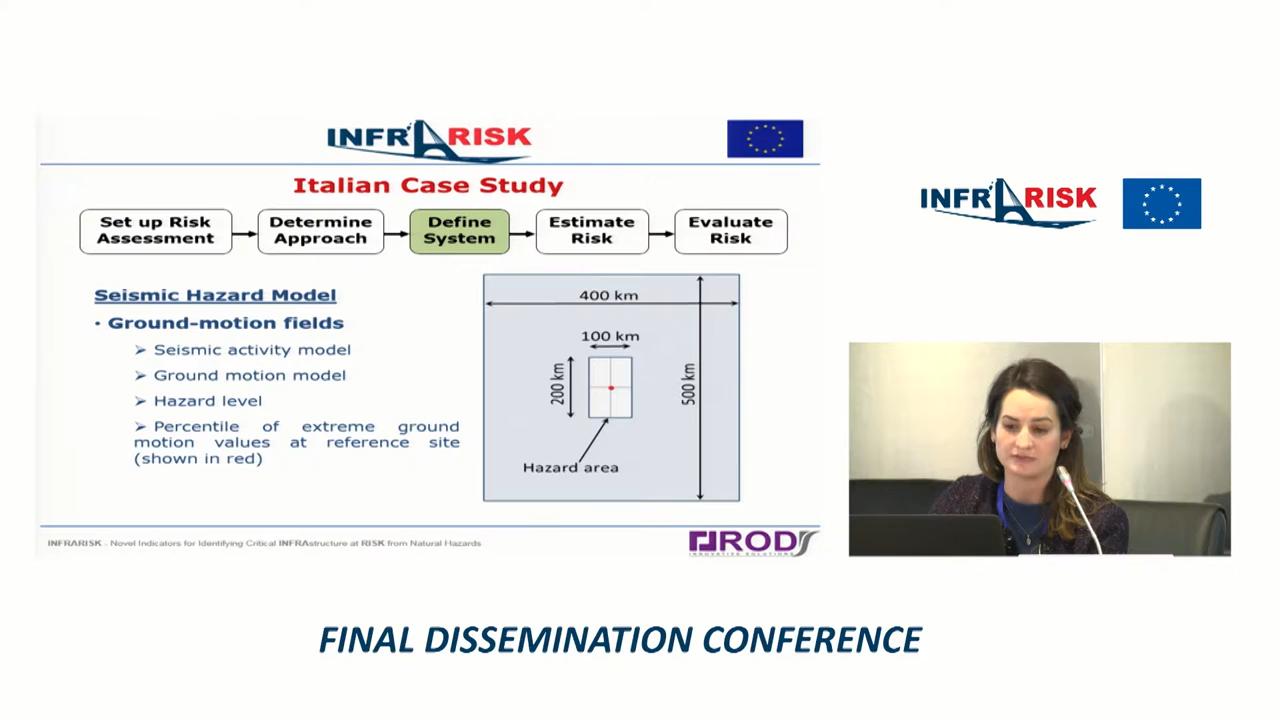 INFRARISK
Italian Case Study
Set up Risk
Assessment
Determine
Approach
Define
System
Estimate
Risk
Evaluate
Risk
Seismic Hazard Model
• Ground-motion fields
➢ Seismic activity model
➢ Ground motion model
➢ Hazard level
➢ Percentile of extreme ground
motion values at reference site
(shown in red)
400 km
100 km
200 km
500 km
Hazard area
INFRARISK - Novel Indicators for Identifying Critical INFRAstructure at RISK from Natural Hazards
ROD
INNOVATIVE SOLUTIONS
INFRARISK
FINAL DISSEMINATION CONFERENCE